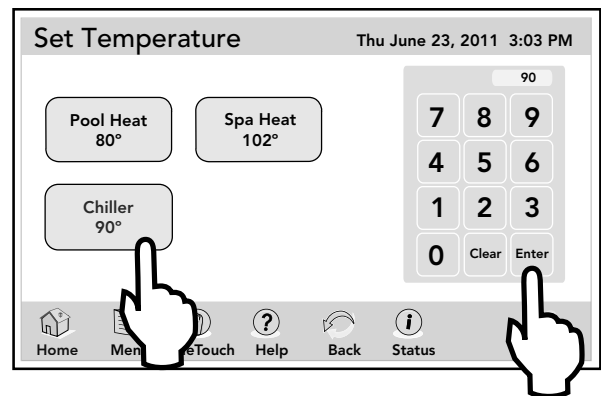 Set Temperature
Thu June 23, 2011 3:03 PM
90
Pool Heat
80°
Spa Heat
102°
Chiller
90°
7 8 9
4 5 6
1 2 3
0 Clear Enter
Home Help Back Status